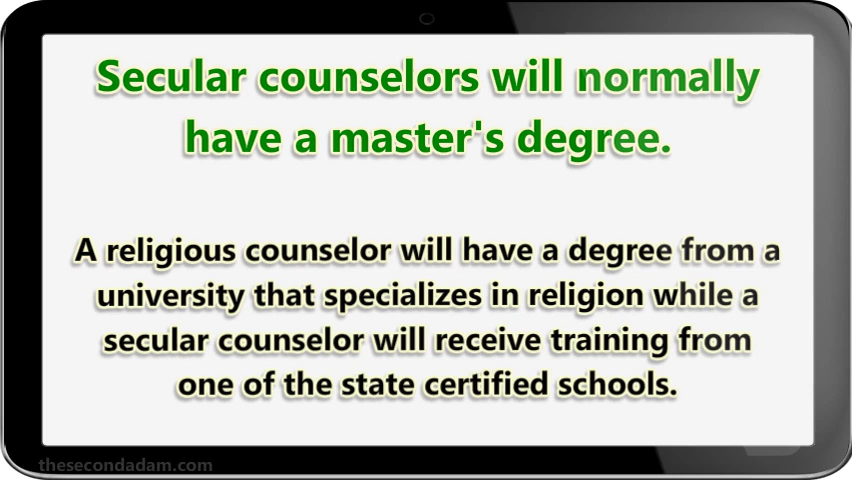 Secular counselors will normally
have a master's degree.
A religious counselor will have a degree from a
university that specializes in religion while a
secular counselor will receive training from
one of the state certified schools.
thesecondadam.com